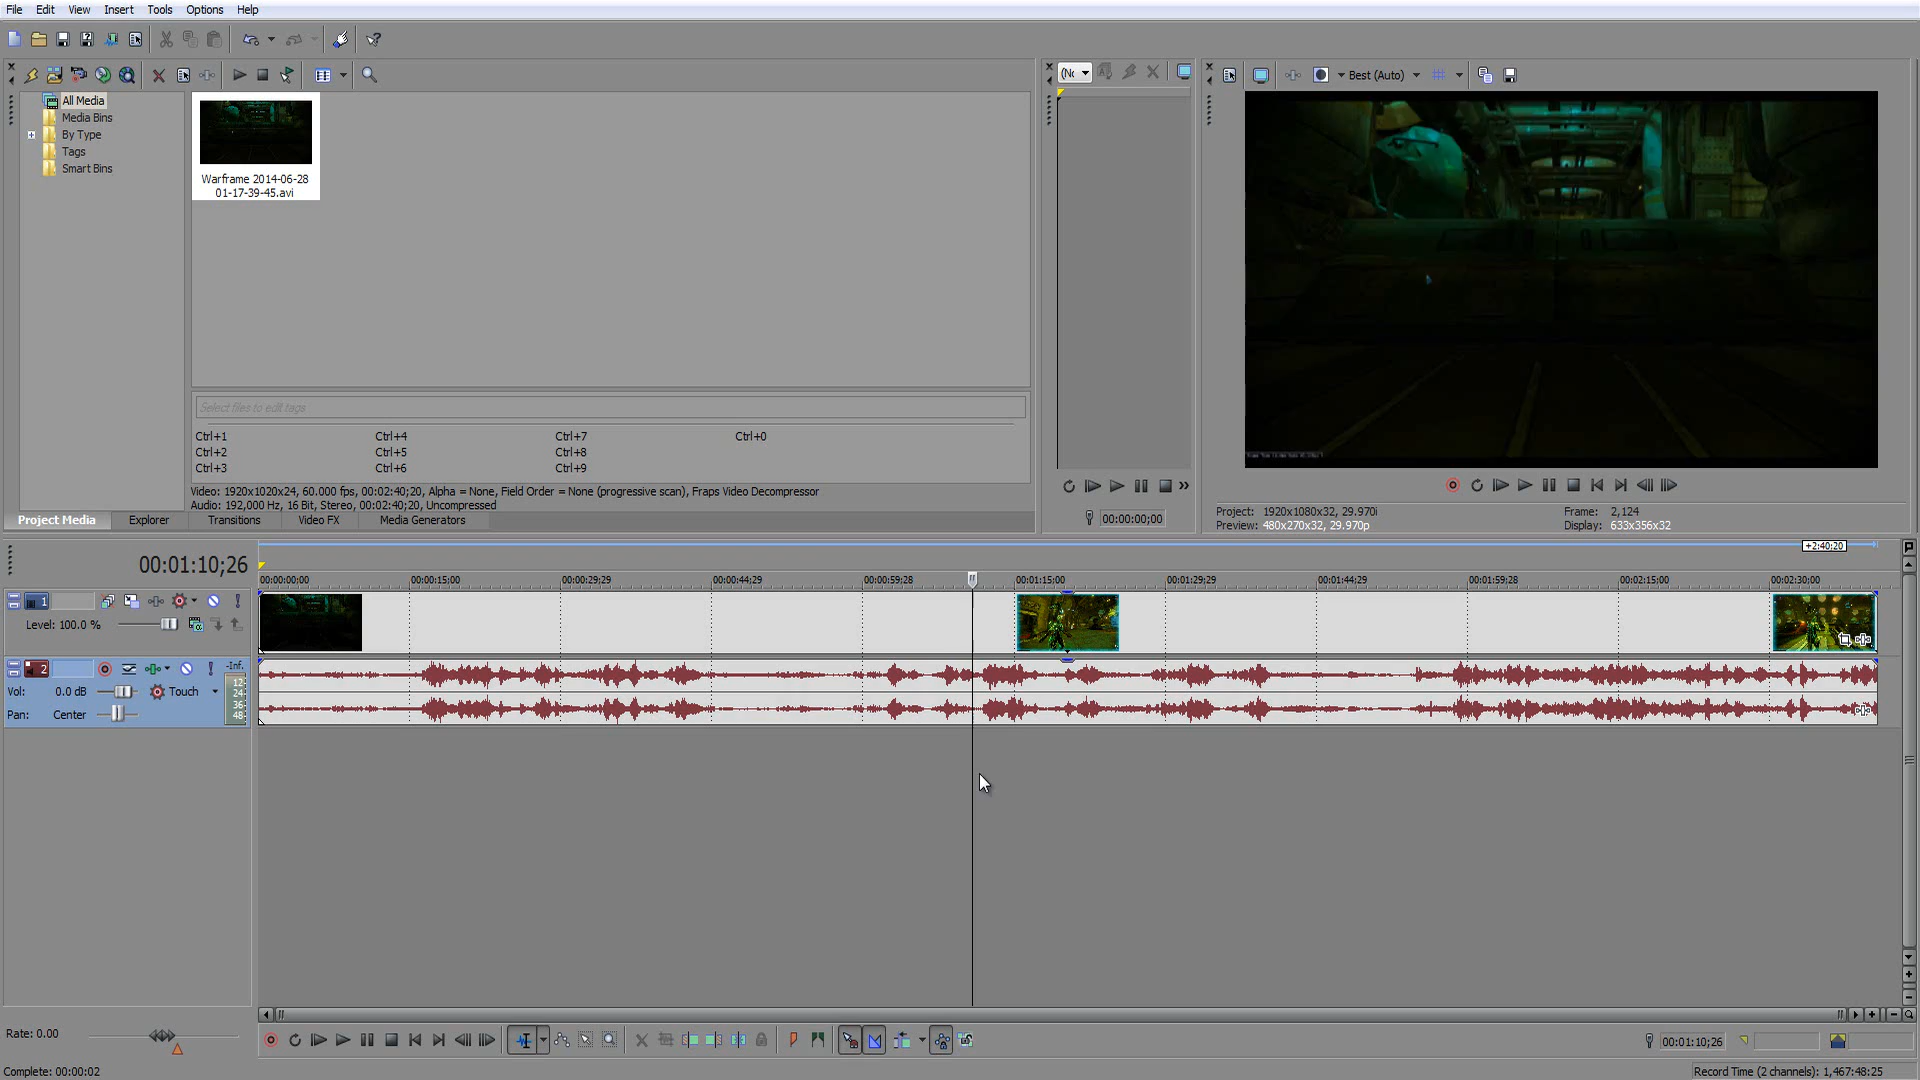 File Edit View Insert Tools Options Help
All Media
Media Bins
By Type
Tags
Smart Bins
Warframe 2014-06-28
01-17-39-45.avi
Select files to edit tags
Ctrl+1 Ctrl+4 Ctrl+7 Ctrl+0
Ctrl+2 Ctrl+5 Ctrl+8
Ctrl+3 Ctrl+6 Ctrl+9
Video: 1920x1020x24, 60.000 fps, 00:02:40;20, Alpha = None, Field Order = None (progressive scan), Fraps Video Decompressor
Audio: 192,000 Hz, 16 Bit, Stereo, 00:02:40;20, Uncompressed
Project Media Explorer Transitions Video FX Media Generators
(Nc
00:00:00;00
Best (Auto)
Project: 1920x1080x32, 29.970i Frame: 2,124
Preview: 480x270x32, 29.970p Display: 633x356x32
+2:40;20
00:01:10;26
00:00:00;00 00:00:15;00 00:00:29;29 00:00:44;29 00:00:59;28 00:01:15;00 00:01:29;29 00:01:44;29 00:01:59;28 00:02:15;00 00:02:30;00
1
Level: 100.0 %
2
-Inf.
Vol: 0.0 dB Touch
Pan: Center
12
24
36
48
Rate: 0.00
00:01:10;26
Complete: 00:00:02
Record Time (2 channels): 1,467:48:25